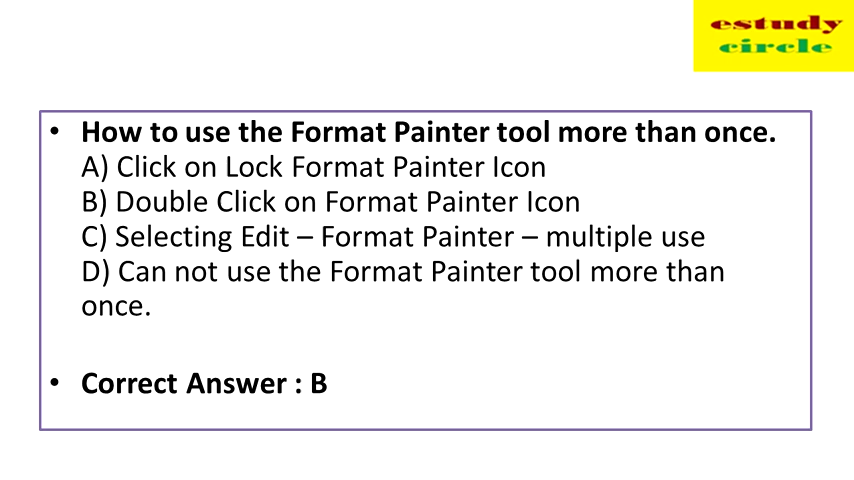 estudy
circle
• How to use the Format Painter tool more than once.
A) Click on Lock Format Painter Icon
B) Double Click on Format Painter Icon
C) Selecting Edit – Format Painter – multiple use
D) Can not use the Format Painter tool more than
once.
• Correct Answer : B